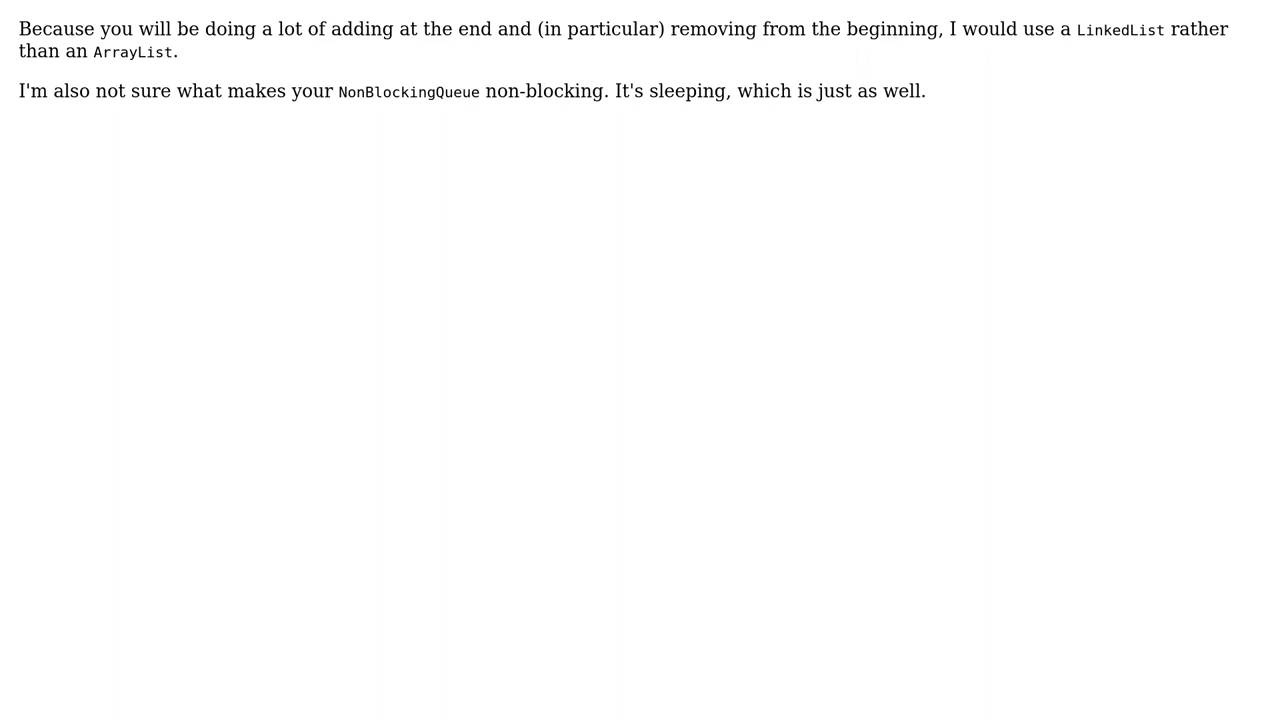 Because you will be doing a lot of adding at the end and (in particular) removing from the beginning, I would use a LinkedList rather
than an ArrayList.
I'm also not sure what makes your NonBlockingQueue non-blocking. It's sleeping, which is just as well.